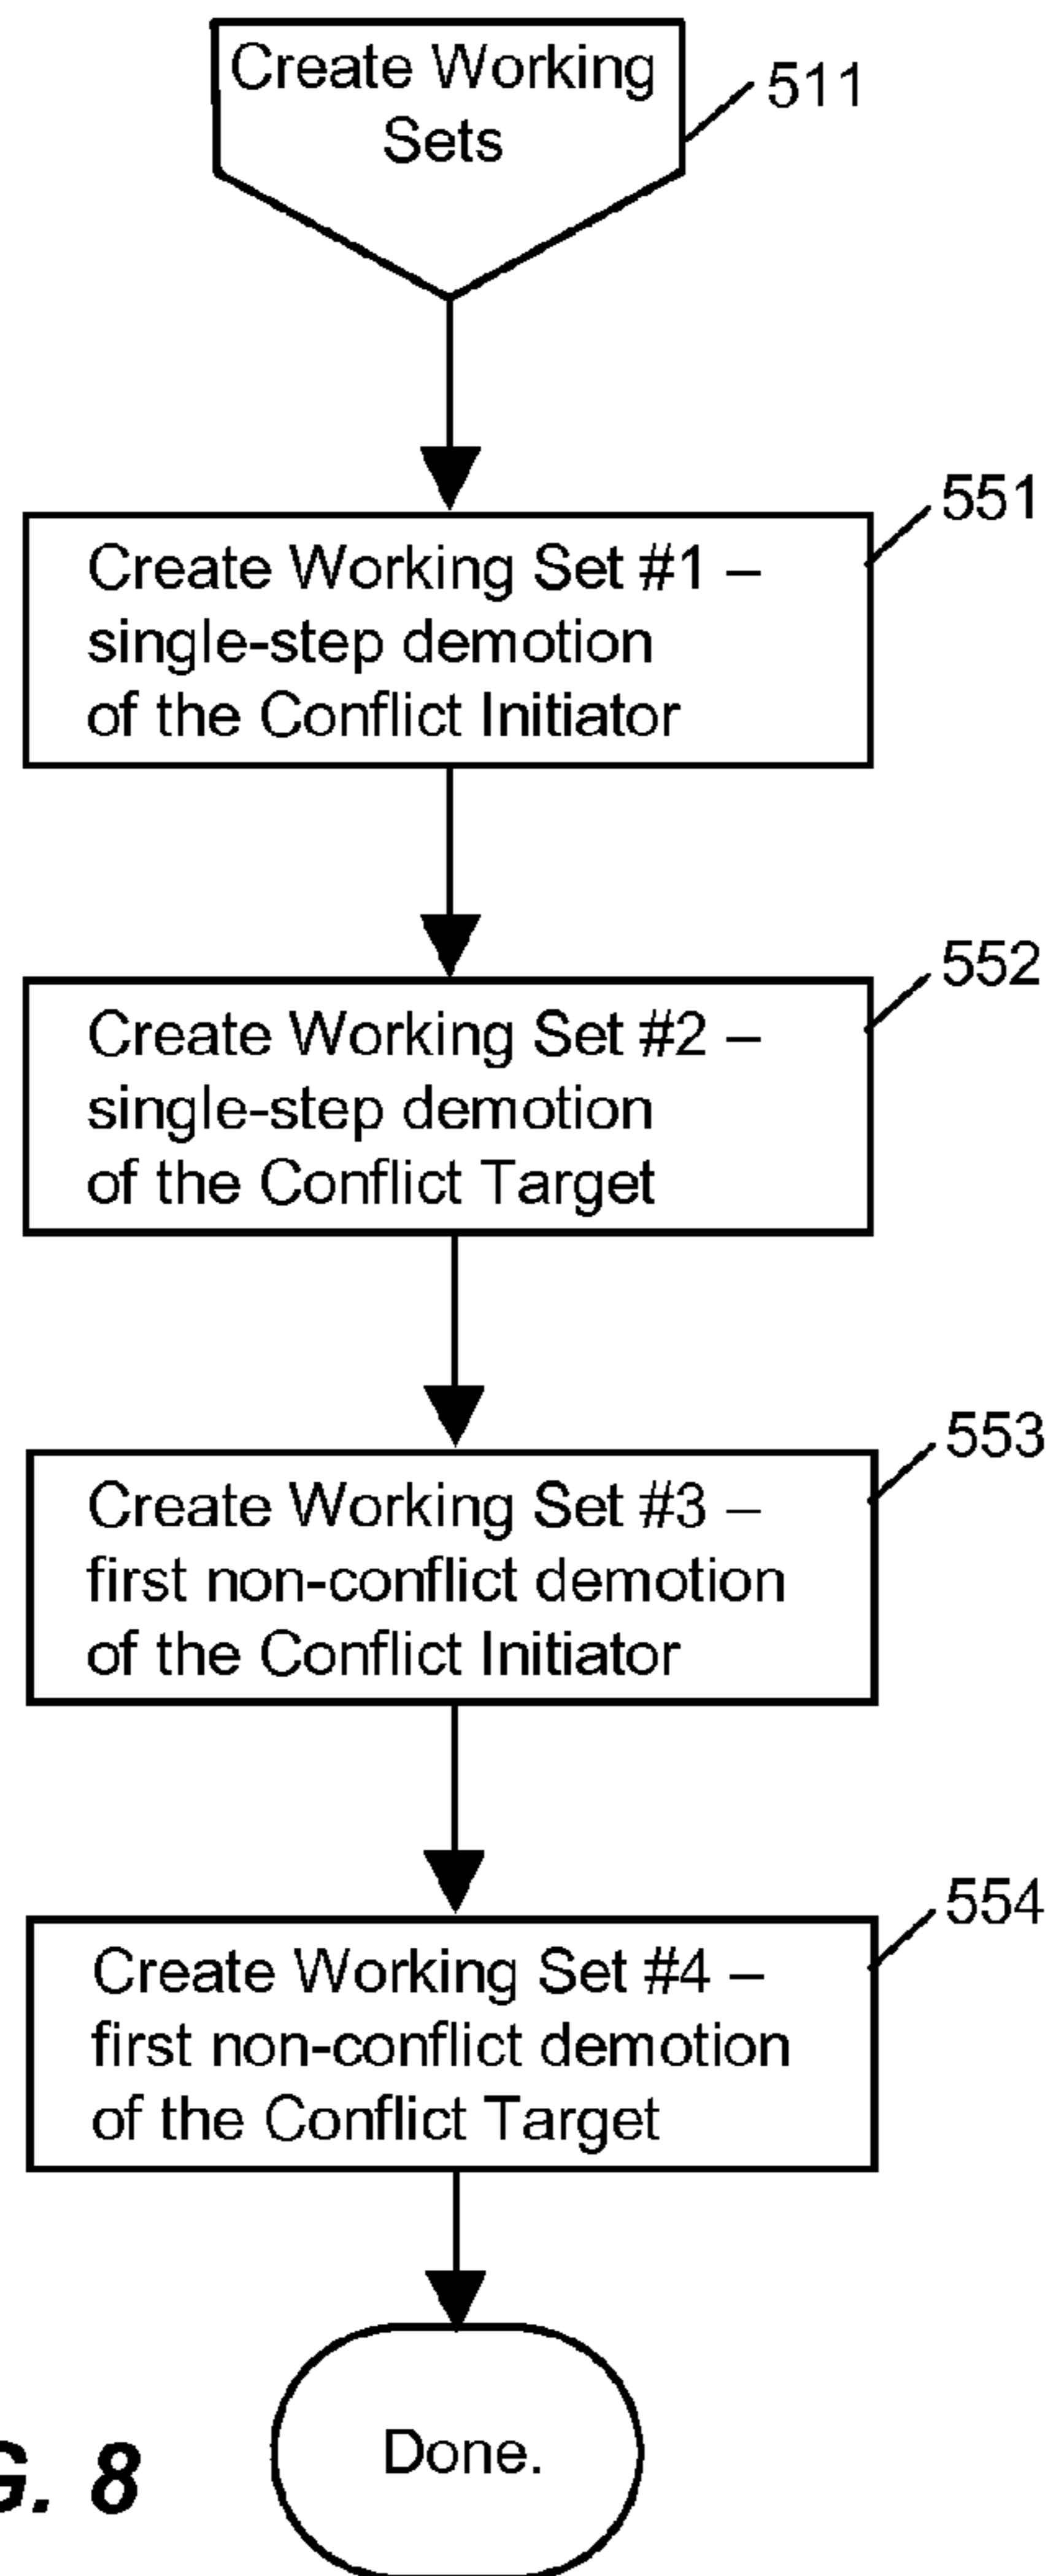 Create Working
Sets
511
551
Create Working Set #1 –
single-step demotion
of the Conflict Initiator
552
Create Working Set #2 –
single-step demotion
of the Conflict Target
553
Create Working Set #3 –
first non-conflict demotion
of the Conflict Initiator
554
Create Working Set #4 –
first non-conflict demotion
of the Conflict Target
Done.
G. 8